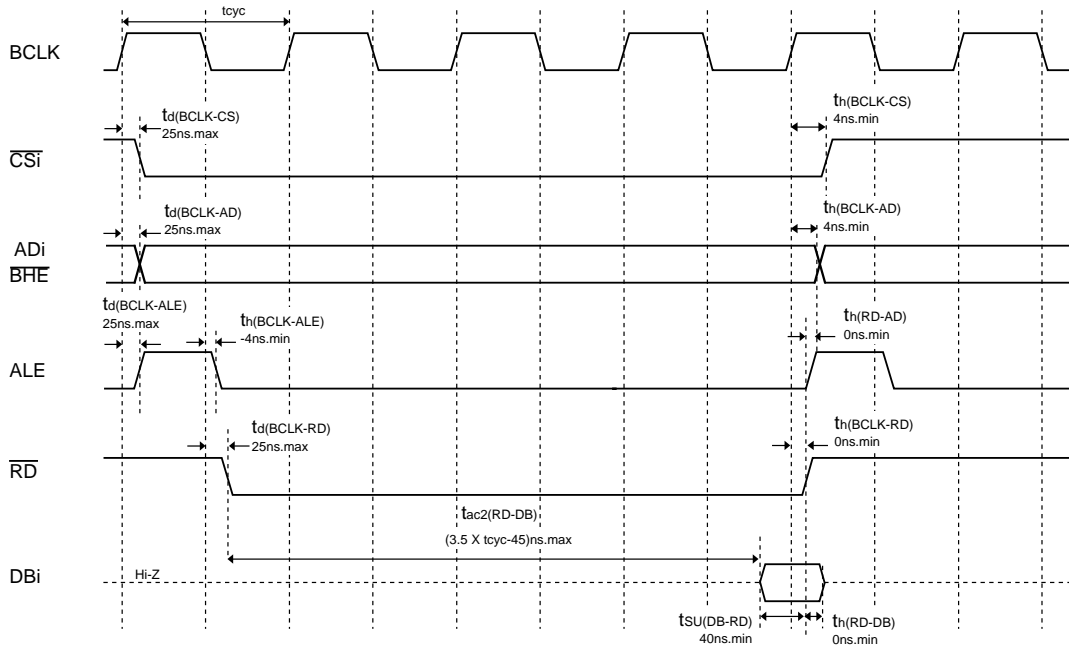 tcyc
BCLK
td(BCLK-CS)
25ns.max
th(BCLK-CS)
4ns.min
CSi
td(BCLK-AD)
25ns.max
th(BCLK-AD)
4ns.min
ADi
BHE
td(BCLK-ALE)
25ns.max
th(BCLK-ALE)
-4ns.min
th(RD-AD)
0ns.min
ALE
td(BCLK-RD)
25ns.max
th(BCLK-RD)
0ns.min
RD
tac2(RD-DB)
(3.5 X tcyc-45)ns.max
DBi
Hi-Z
tSU(DB-RD)
40ns.min
th(RD-DB)
0ns.min